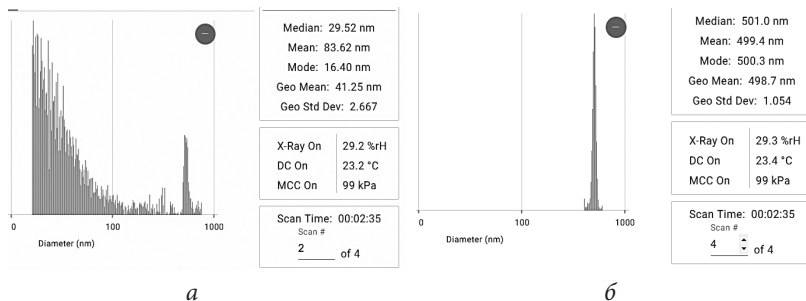 Median: 29.52 nm
Mean: 83.62 nm
Mode: 16.40 nm
Geo Mean: 41.25 nm
Geo Std Dev: 2.667
X-Ray On 29.2 %rH
DC On 23.2 °C
MCC On 99 kPa
Scan Time: 00:02:35
Scan #
2 of 4
0 100 1000
Diameter (nm)
а
Median: 501.0 nm
Mean: 499.4 nm
Mode: 500.3 nm
Geo Mean: 498.7 nm
Geo Std Dev: 1.054
X-Ray On 29.3 %rH
DC On 23.4 °C
MCC On 99 kPa
Scan Time: 00:02:35
Scan #
4 of 4
0 100 1000
Diameter (nm)
б